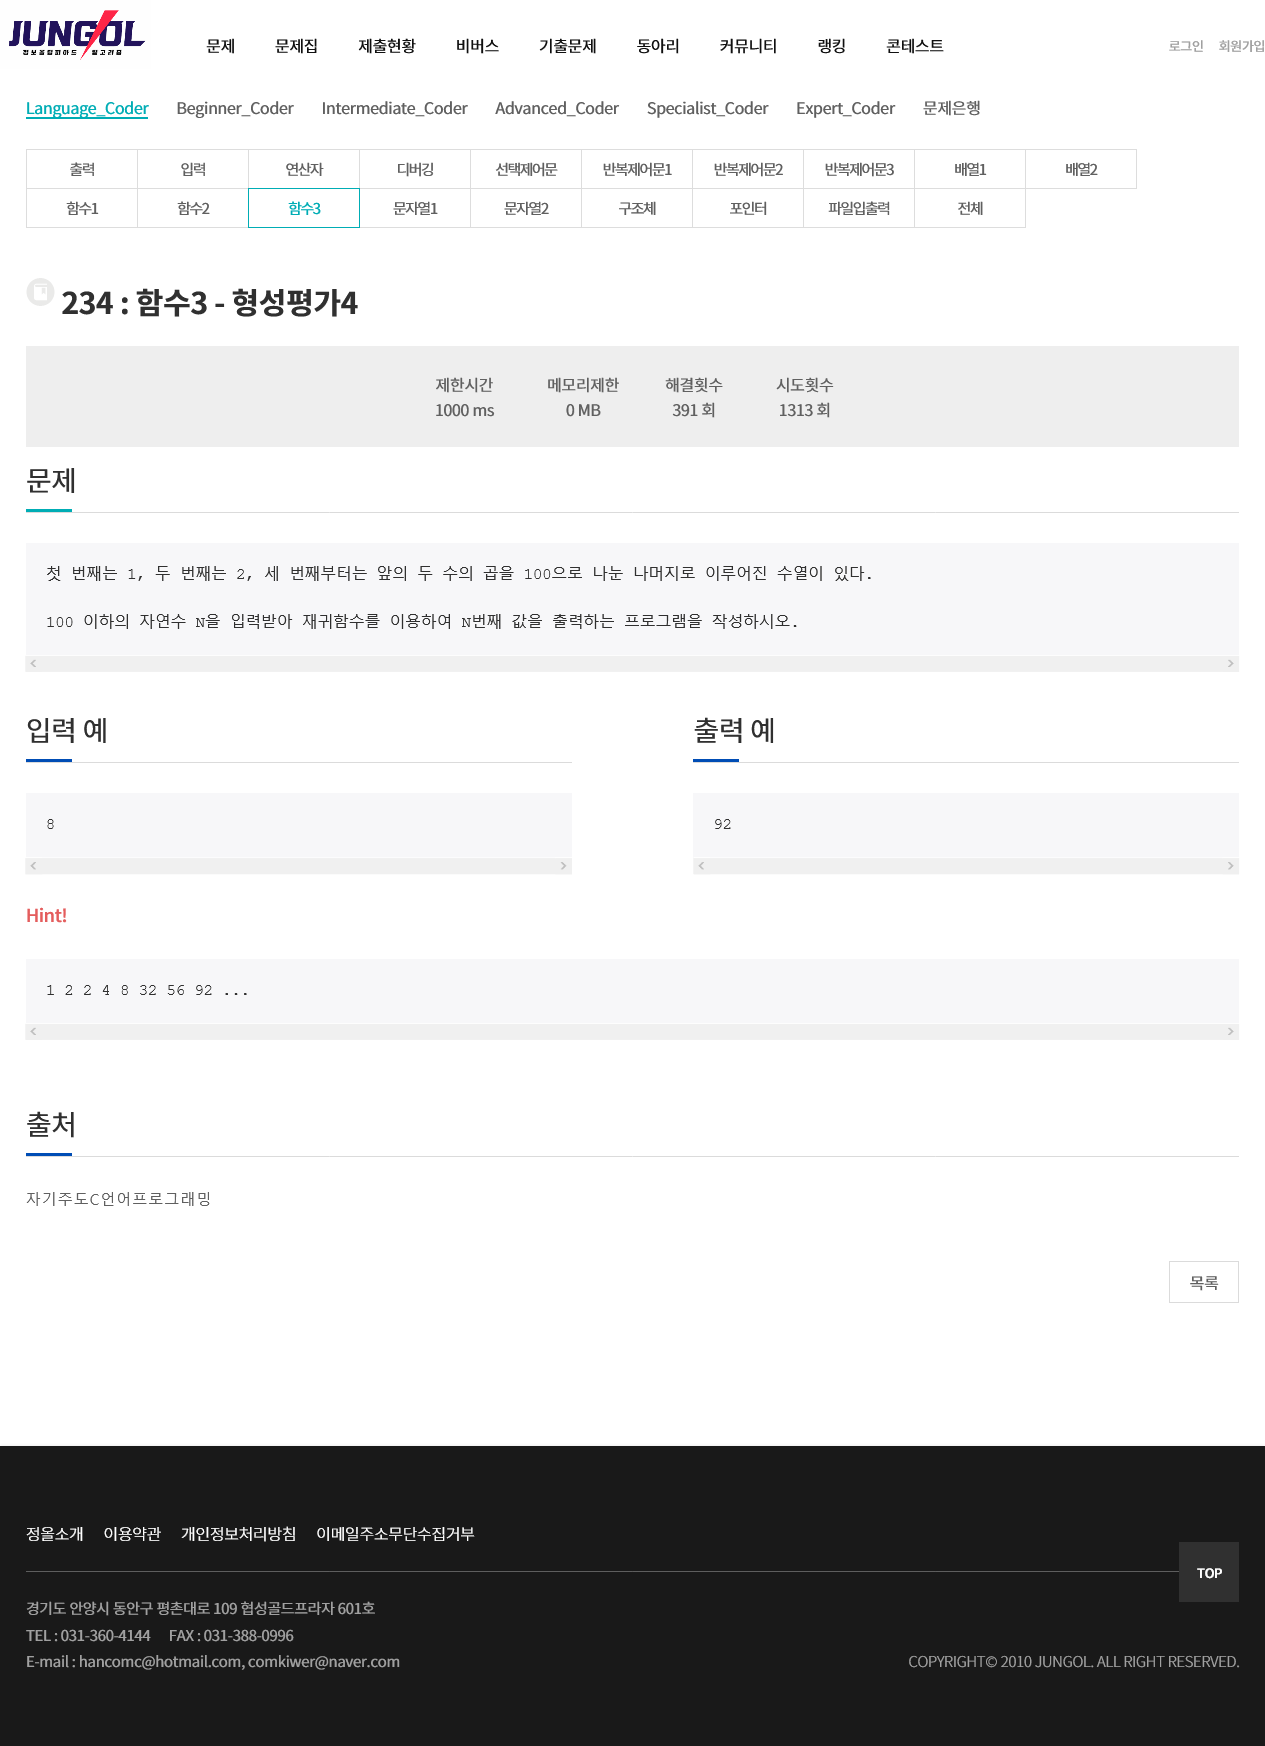 JUNGOL
정보올림피아드 알고리즘
문제 문제집 제출현황 비버스 기출문제 동아리 커뮤니티 랭킹 콘테스트 로그인 회원가입
Language_Coder Beginner_Coder Intermediate_Coder Advanced_Coder Specialist_Coder Expert_Coder 문제은행
출력 입력 연산자 디버깅 선택제어문 반복제어문1 반복제어문2 반복제어문3 배열1 배열2
함수1 함수2 함수3 문자열1 문자열2 구조체 포인터 파일입출력 전체
234 : 함수3 - 형성평가4
제한시간 메모리제한 해결횟수 시도횟수
1000 ms 0 MB 391 회 1313 회
문제
첫 번째는 1, 두 번째는 2, 세 번째부터는 앞의 두 수의 곱을 100으로 나눈 나머지로 이루어진 수열이 있다.
100 이하의 자연수 N을 입력받아 재귀함수를 이용하여 N번째 값을 출력하는 프로그램을 작성하시오.
입력 예 출력 예
8 92
Hint!
1 2 2 4 8 32 56 92 ...
출처
자기주도C언어프로그래밍
목록
정올소개 이용약관 개인정보처리방침 이메일주소무단수집거부
TOP
경기도 안양시 동안구 평촌대로 109 협성골드프라자 601호
TEL : 031-360-4144 FAX : 031-388-0996
E-mail : hancomc@hotmail.com, comkiwer@naver.com COPYRIGHT© 2010 JUNGOL. ALL RIGHT RESERVED.